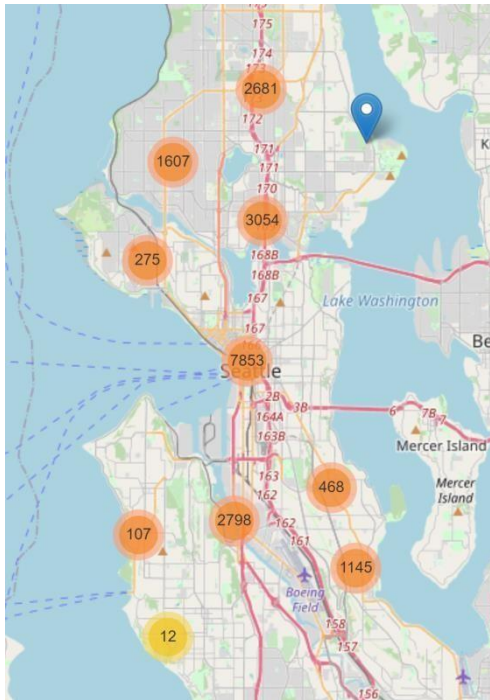 175
174
173
2681
172
171
1607
171
170
3054
168B
275
168B
167
Lake Washington
167
7853
Seattle
Be
2B
3B
6
7B
7
164A
163B
Mercer Island
163
468
Mercer
Island
162
2798
162
107
161
1145
Boeing
Field
158
12
157
156